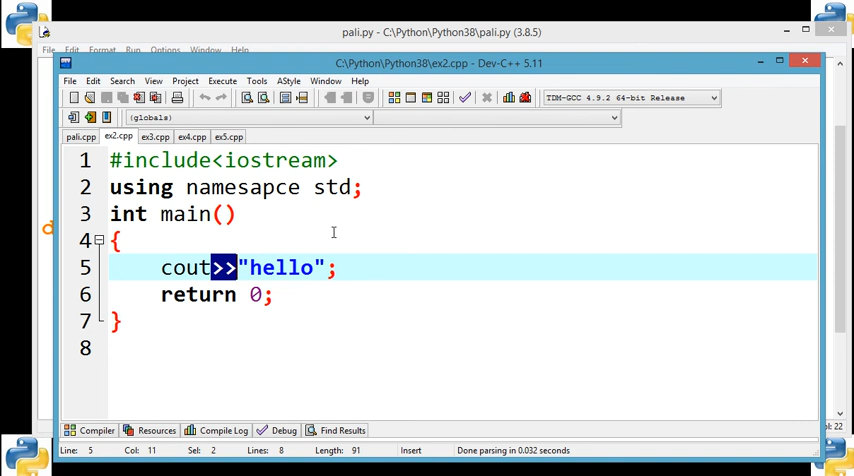 pali.py - C:\Python\Python38\pali.py (3.8.5)
File Edit Format Run Options Window Help
C:\Python\Python38\ex2.cpp - Dev-C++ 5.11
File Edit Search View Project Execute Tools AStyle Window Help
TDM-GCC 4.9.2 64-bit Release
(globals)
pali.cpp ex2.cpp ex3.cpp ex4.cpp ex5.cpp
1 #include<iostream>
2 using namesapce std;
3 int main()
4 {
5 cout>>"hello";
6 return 0;
7 }
8
Compiler Resources Compile Log Debug Find Results
Line: 5 Col: 11 Sel: 2 Lines: 8 Length: 91 Insert Done parsing in 0.032 seconds